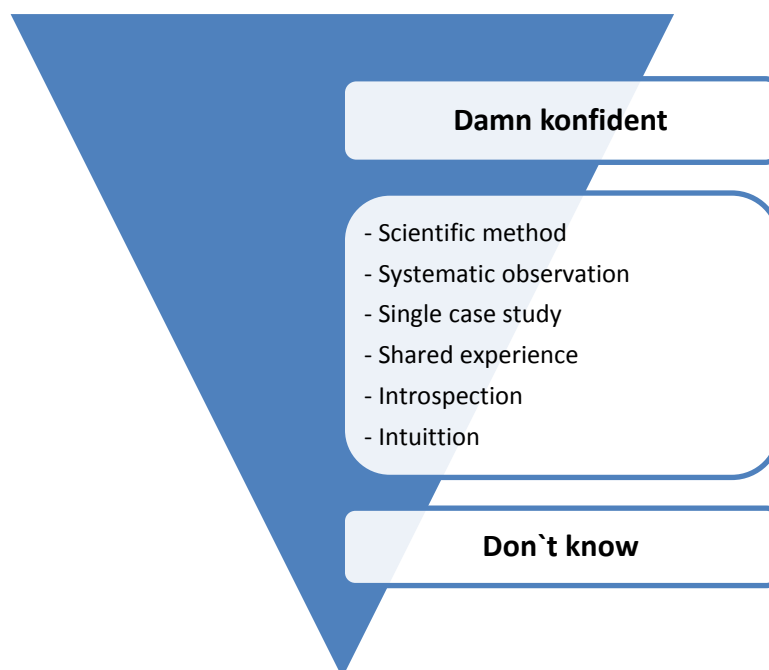 Damn konfident
- Scientific method
- Systematic observation
- Single case study
- Shared experience
- Introspection
- Intuittion
Don`t know